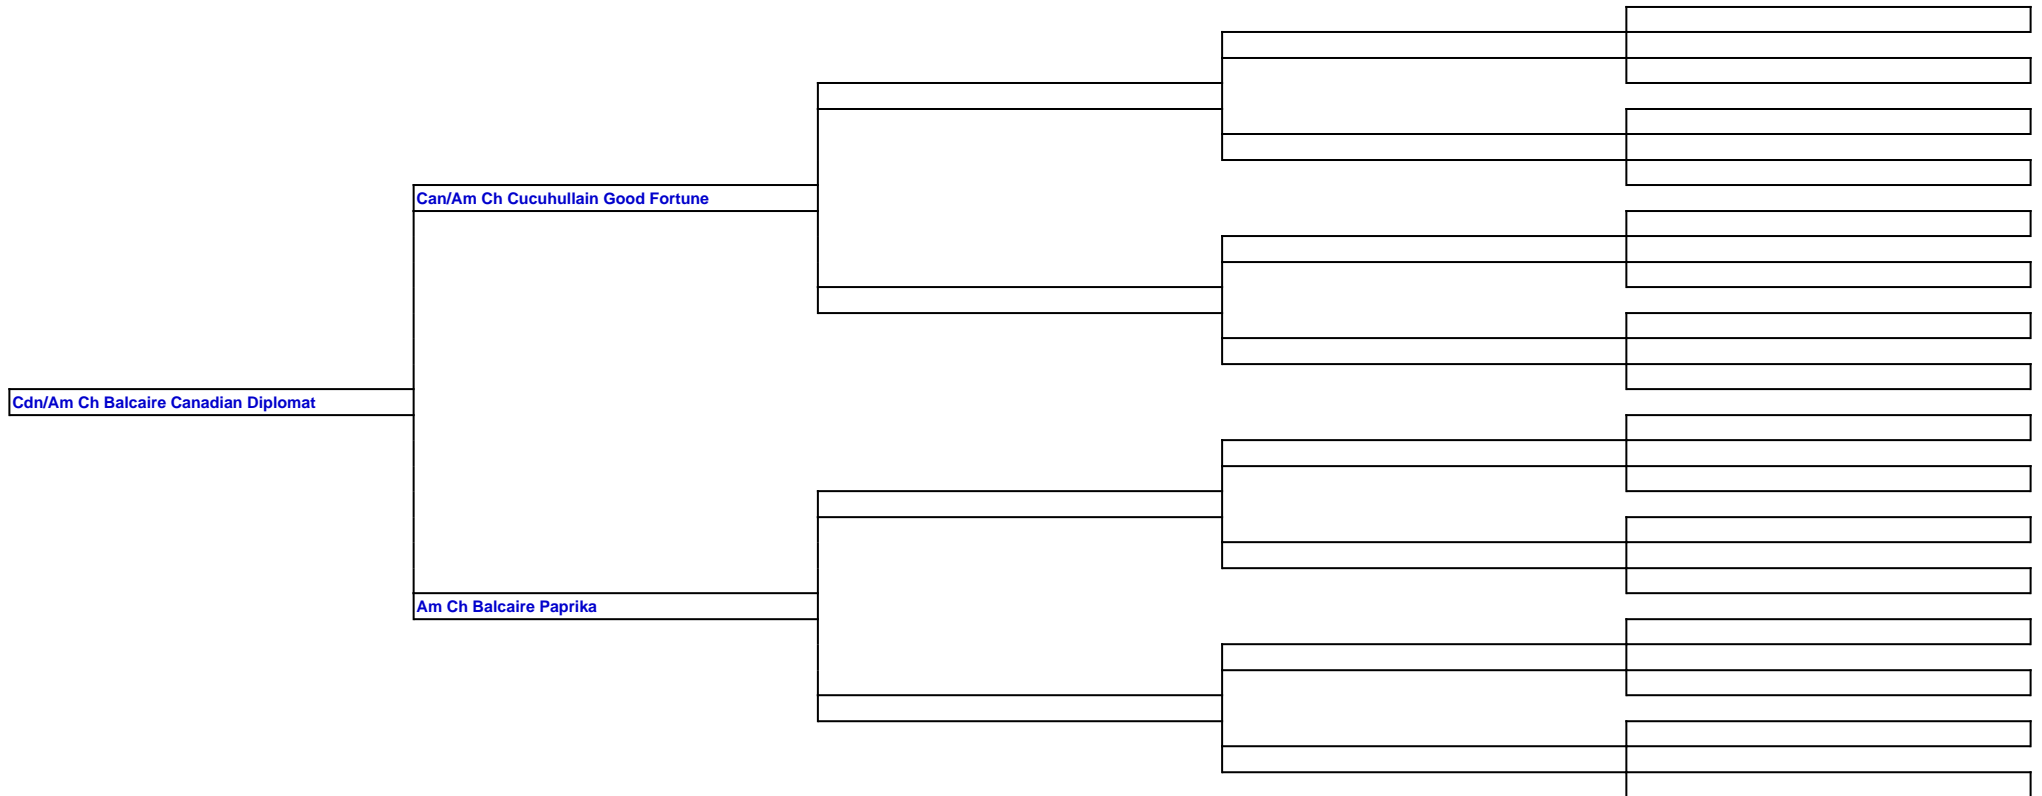 Can/Am Ch Cucuhullain Good Fortune
Cdn/Am Ch Balcaire Canadian Diplomat
Am Ch Balcaire Paprika